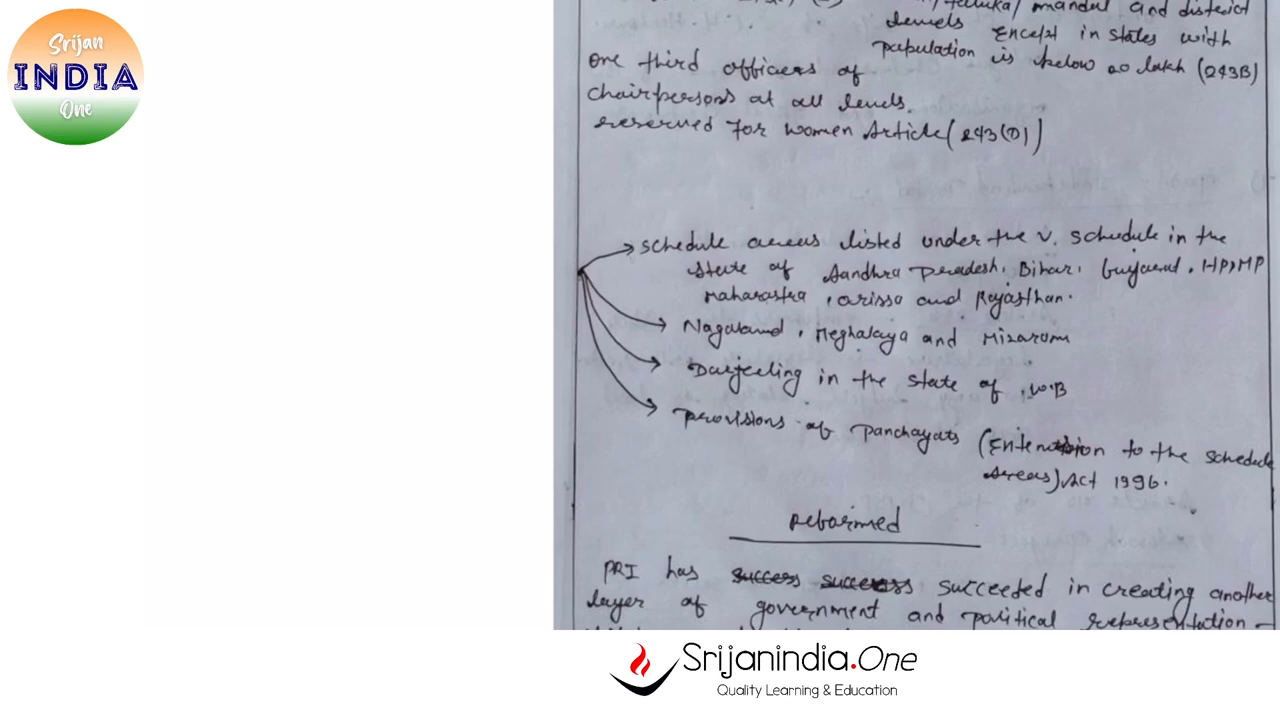 Srijan
INDIA
One
taluka/ mandal and district
levels except in states with
population is below 20 lakh (243B)
one third officers of
chairpersons at all levels.
reserved for women Article (243(D)
→ schedule areas listed under the v. schedule in the
state of Aandhra pradesh, Bihar, Gujarat, HP, MP
Maharastra, orissa and Rajasthan.
→ Nagaland, Meghalaya and Mizaram
→ Darjeeling in the state of W.B
→ provisions of panchayats (Extention to the schedule
Areas) Act 1996.
PRI has success success succeeded in creating another
layer of government and political representation -
Srijanindia.One
Quality Learning & Education